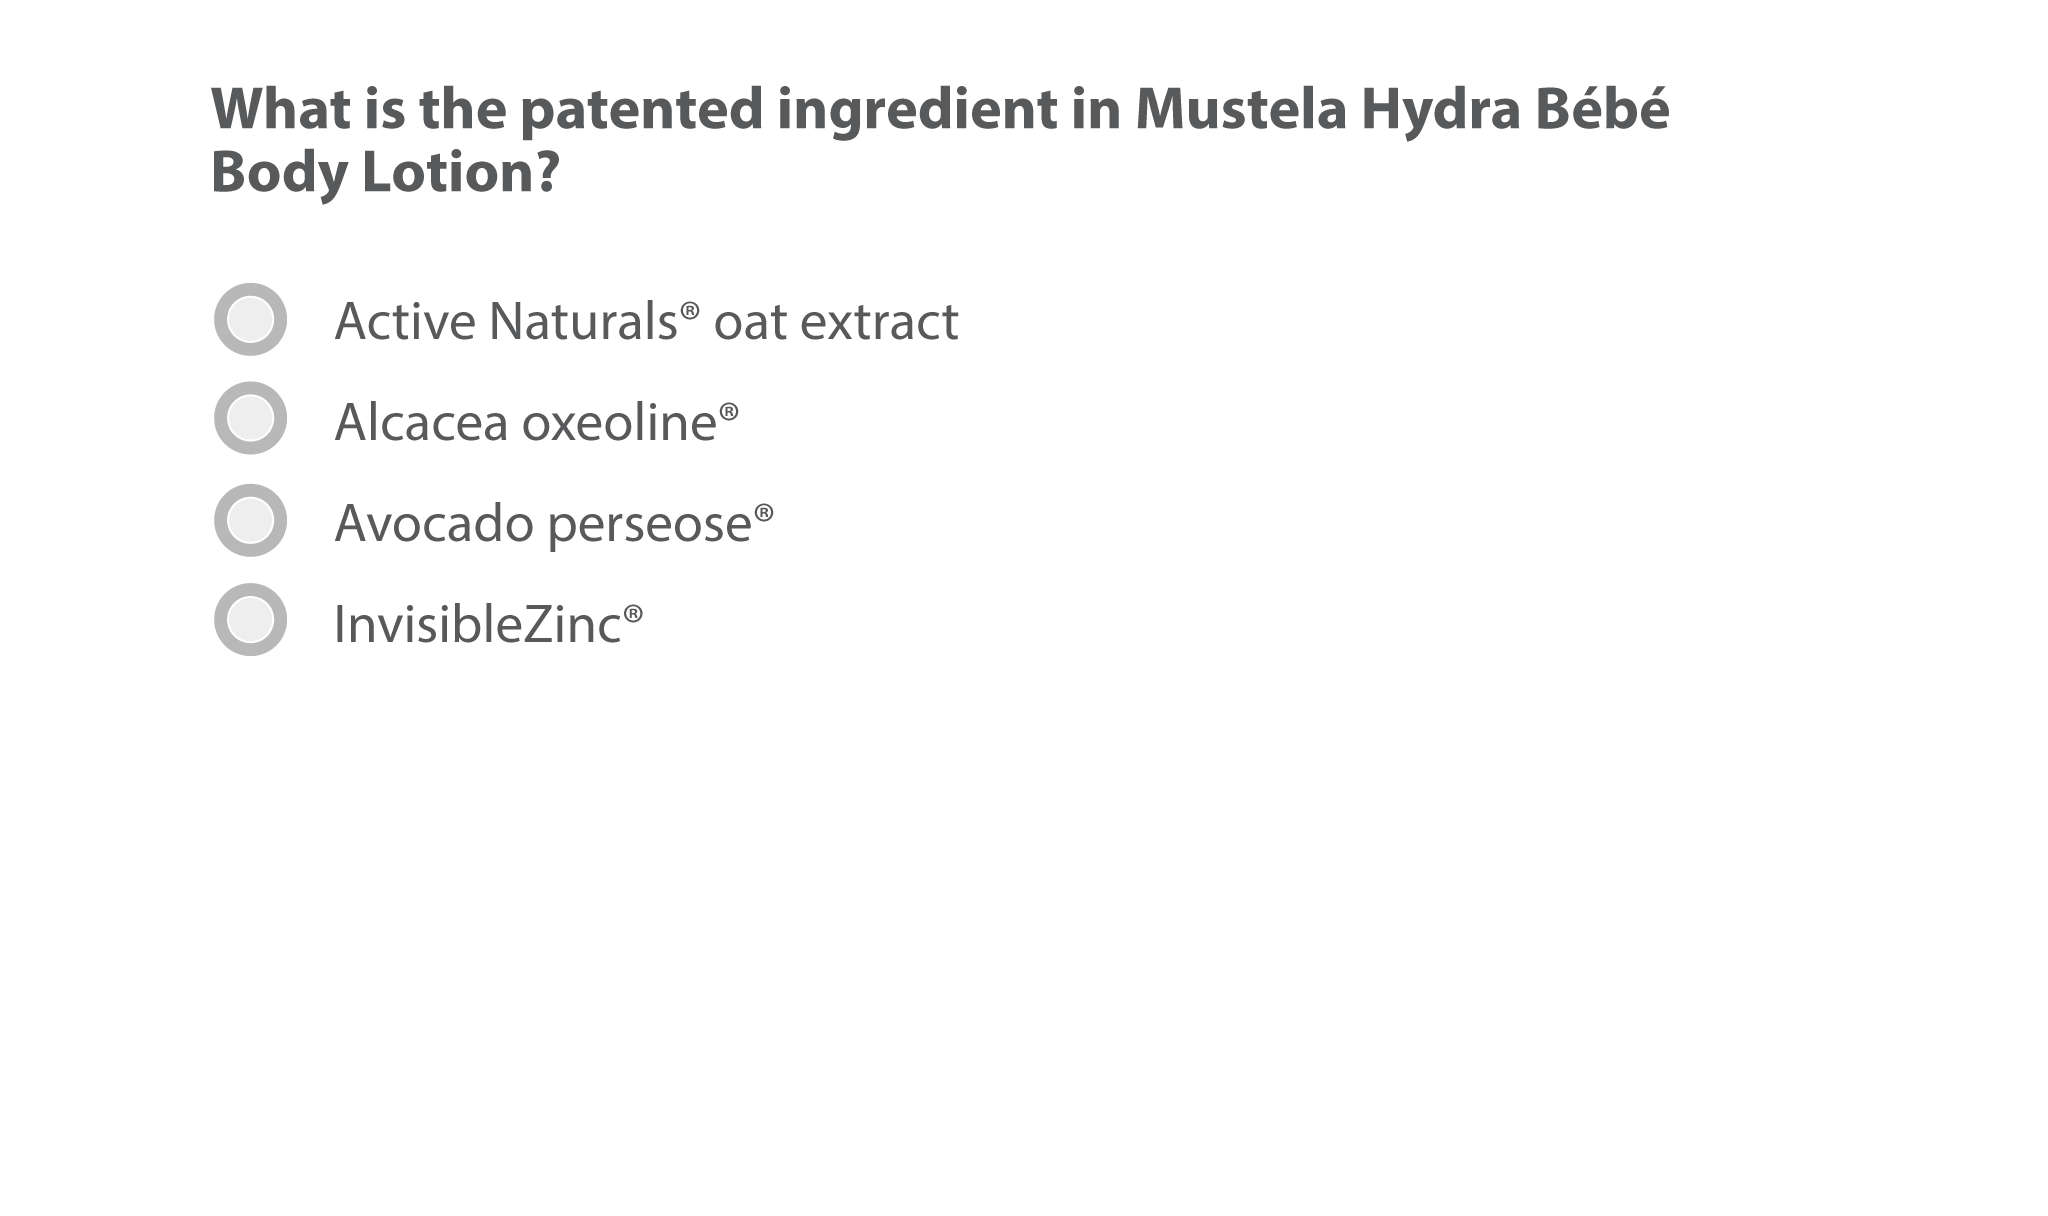 What is the patented ingredient in Mustela Hydra Bébé
Body Lotion?
Active Naturals® oat extract
Alcacea oxeoline®
Avocado perseose®
InvisibleZinc®